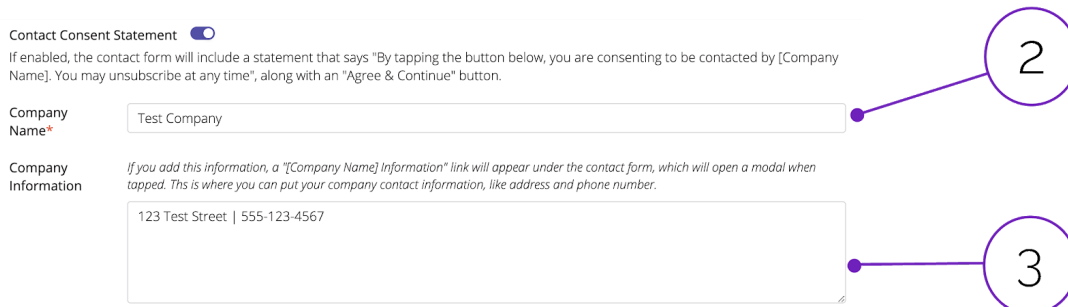 Contact Consent Statement
If enabled, the contact form will include a statement that says "By tapping the button below, you are consenting to be contacted by [Company
Name]. You may unsubscribe at any time", along with an "Agree & Continue" button.
2
Company
Name*
Test Company
Company
Information
If you add this information, a "[Company Name] Information" link will appear under the contact form, which will open a modal when
tapped. Ths is where you can put your company contact information, like address and phone number.
123 Test Street | 555-123-4567
3